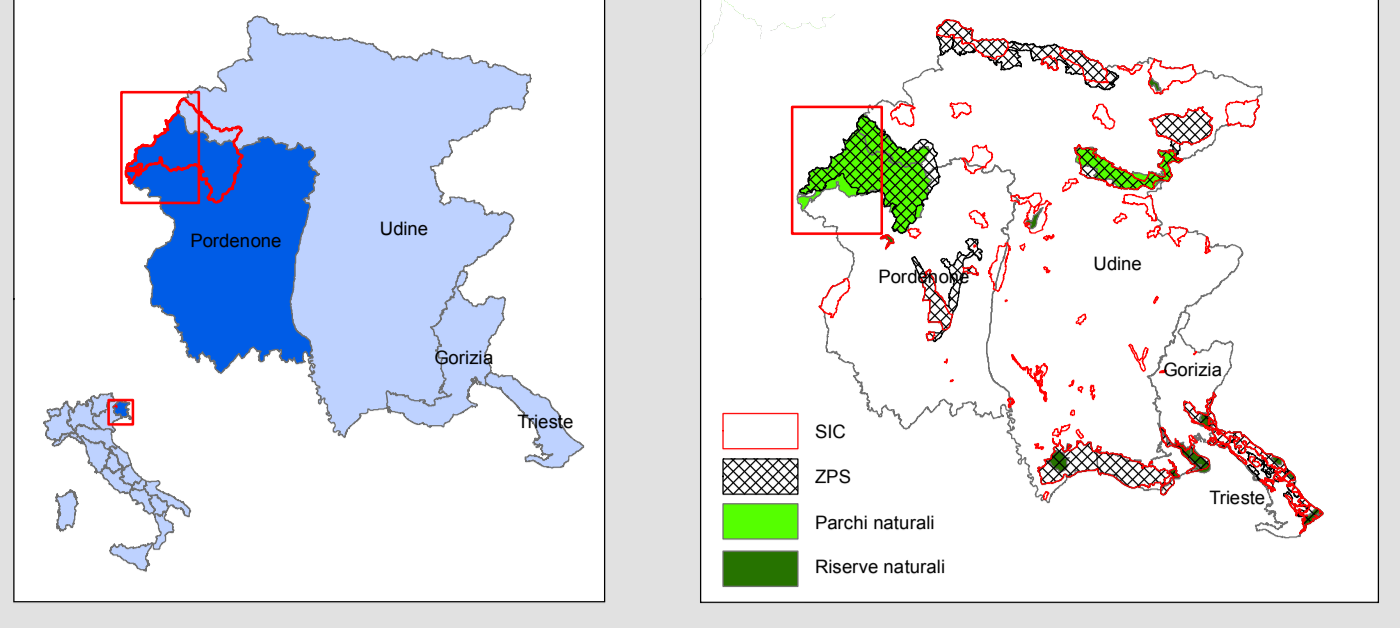 Pordenone
Udine
Gorizia
Trieste
Udine
Pordenone
Gorizia
Trieste
SIC
ZPS
Parchi naturali
Riserve naturali